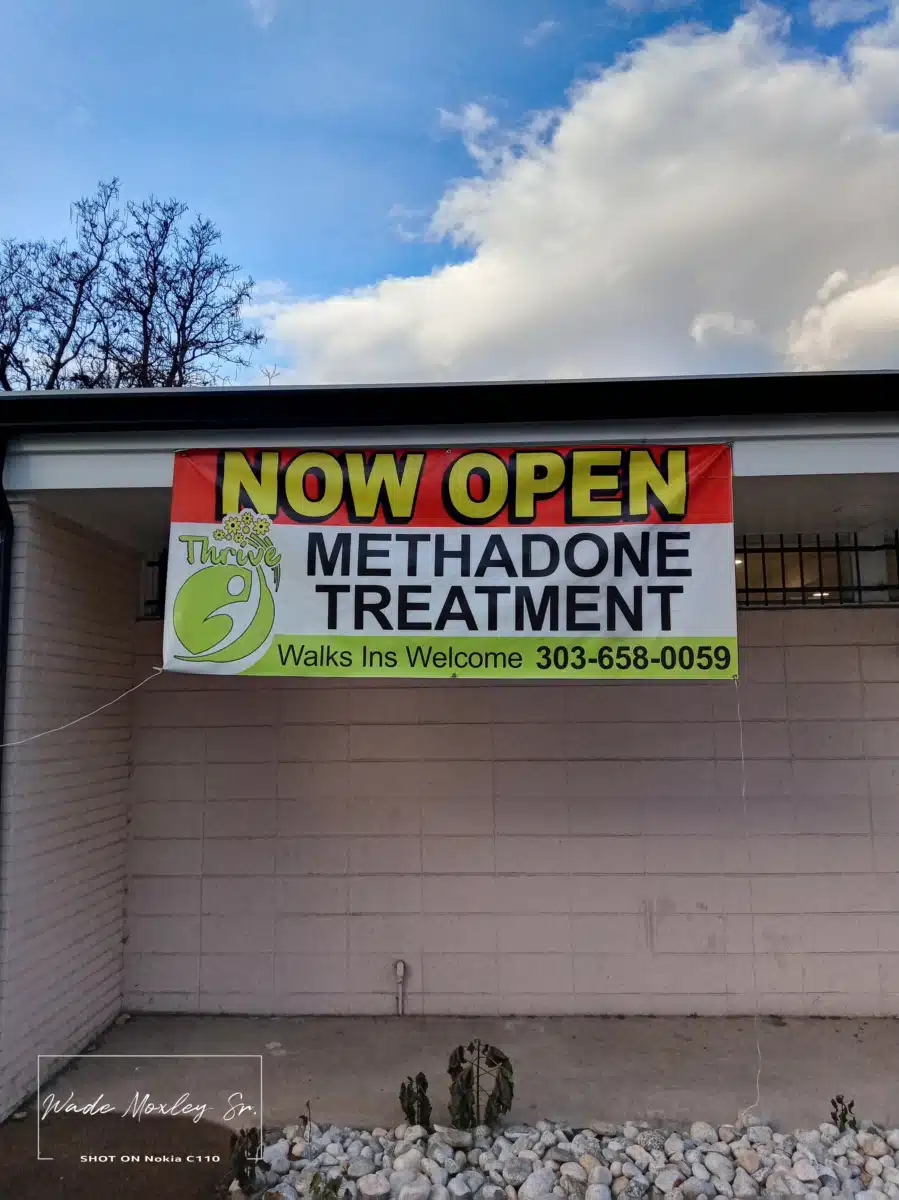 NOW OPEN
Thrive
METHADONE
TREATMENT
Walks Ins Welcome 303-658-0059
Wade Moxley Sr.
SHOT ON Nokia C110